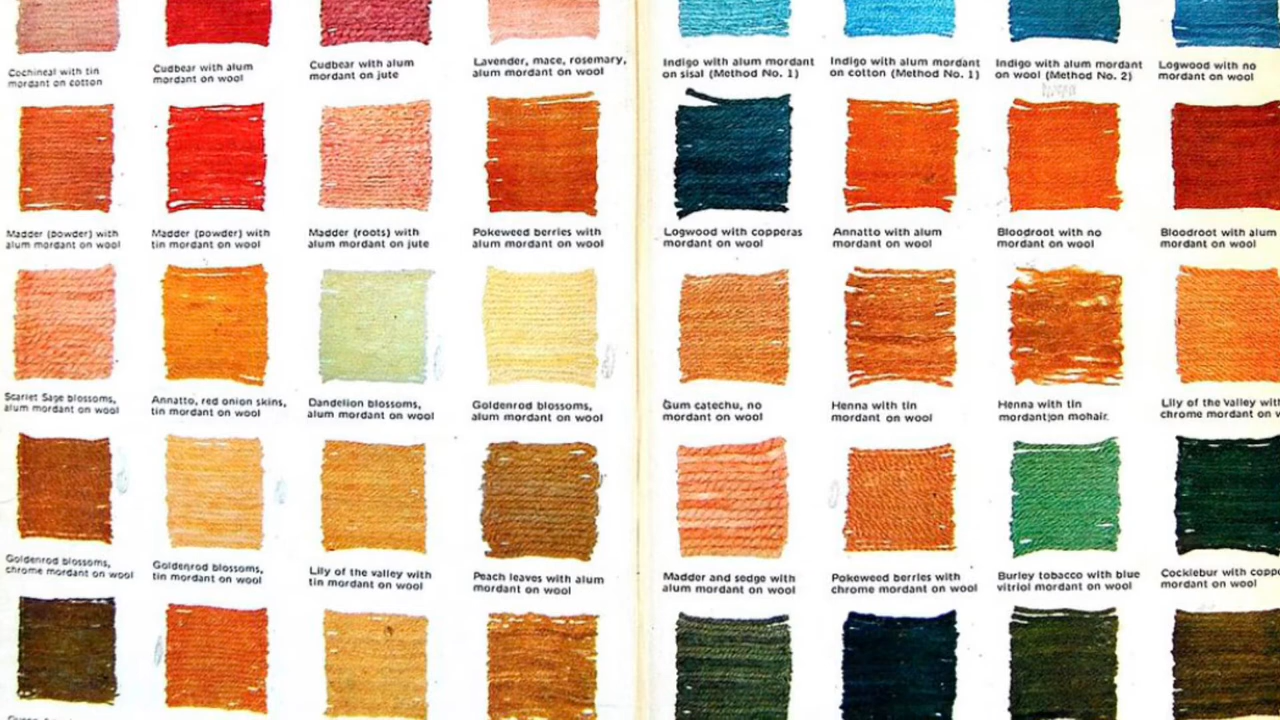 Cochineal with tin
mordant on cotton
Cudbear with alum
mordant on wool
Cudbear with alum
mordant on jute
Lavender, mace, rosemary,
alum mordant on wool
Indigo with alum mordant
on sisal (Method No. 1)
Indigo with alum mordant
on cotton (Method No. 1)
Indigo with alum mordant
on wool (Method No. 2)
Logwood with no
mordant on wool
Madder (powder) with
alum mordant on wool
Madder (powder) with
tin mordant on wool
Madder (roots) with
alum mordant on jute
Pokeweed berries with
alum mordant on wool
Logwood with copperas
mordant on wool
Annatto with alum
mordant on wool
Bloodroot with no
mordant on wool
Bloodroot with alum
mordant on wool
Scarlet Sage blossoms,
alum mordant on wool
Annatto, red onion skins,
tin mordant on wool
Dandelion blossoms,
alum mordant on wool
Goldenrod blossoms,
alum mordant on wool
Gum catechu, no
mordant on wool
Henna with tin
mordant on wool
Henna with tin
mordant on mohair.
Lily of the valley wit
chrome mordant on w
Goldenrod blossoms,
chrome mordant on wool
Goldenrod blossoms,
tin mordant on wool
Lily of the valley with
tin mordant on wool
Peach leaves with alum
mordant on wool
Madder and sedge with
alum mordant on wool
Pokeweed berries with
chrome mordant on wool
Burley tobacco with blue
vitriol mordant on wool
Cocklebur with coppe
mordant on wool